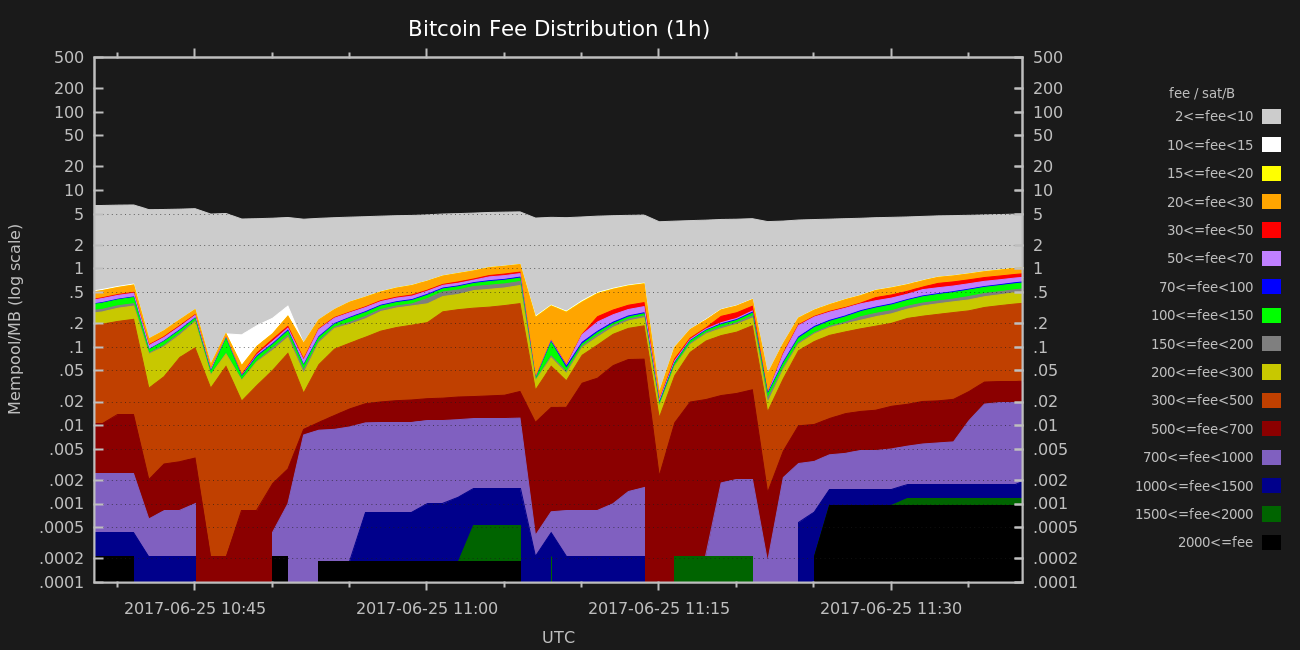 Bitcoin Fee Distribution (1h)
Mempool/MB (log scale)
500
200
100
50
20
10
5
2
1
.5
.2
.1
.05
.02
.01
.005
.002
.001
.0005
.0002
.0001
500
200
100
50
20
10
5
2
1
.5
.2
.1
.05
.02
.01
.005
.002
.001
.0005
.0002
.0001
2017-06-25 10:45
2017-06-25 11:00
2017-06-25 11:15
2017-06-25 11:30
UTC
fee / sat/B
2<=fee<10
10<=fee<15
15<=fee<20
20<=fee<30
30<=fee<50
50<=fee<70
70<=fee<100
100<=fee<150
150<=fee<200
200<=fee<300
300<=fee<500
500<=fee<700
700<=fee<1000
1000<=fee<1500
1500<=fee<2000
2000<=fee